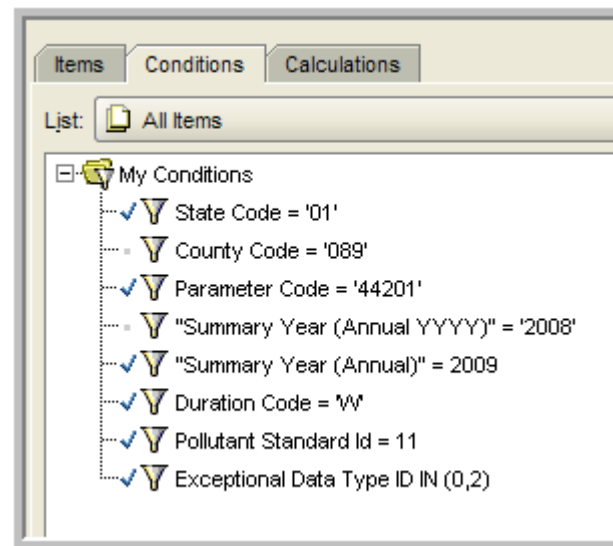 Items Conditions Calculations
List: All Items
My Conditions
State Code = '01'
County Code = '089'
Parameter Code = '44201'
"Summary Year (Annual YYYY)" = '2008'
"Summary Year (Annual)" = 2009
Duration Code = 'W'
Pollutant Standard Id = 11
Exceptional Data Type ID IN (0,2)